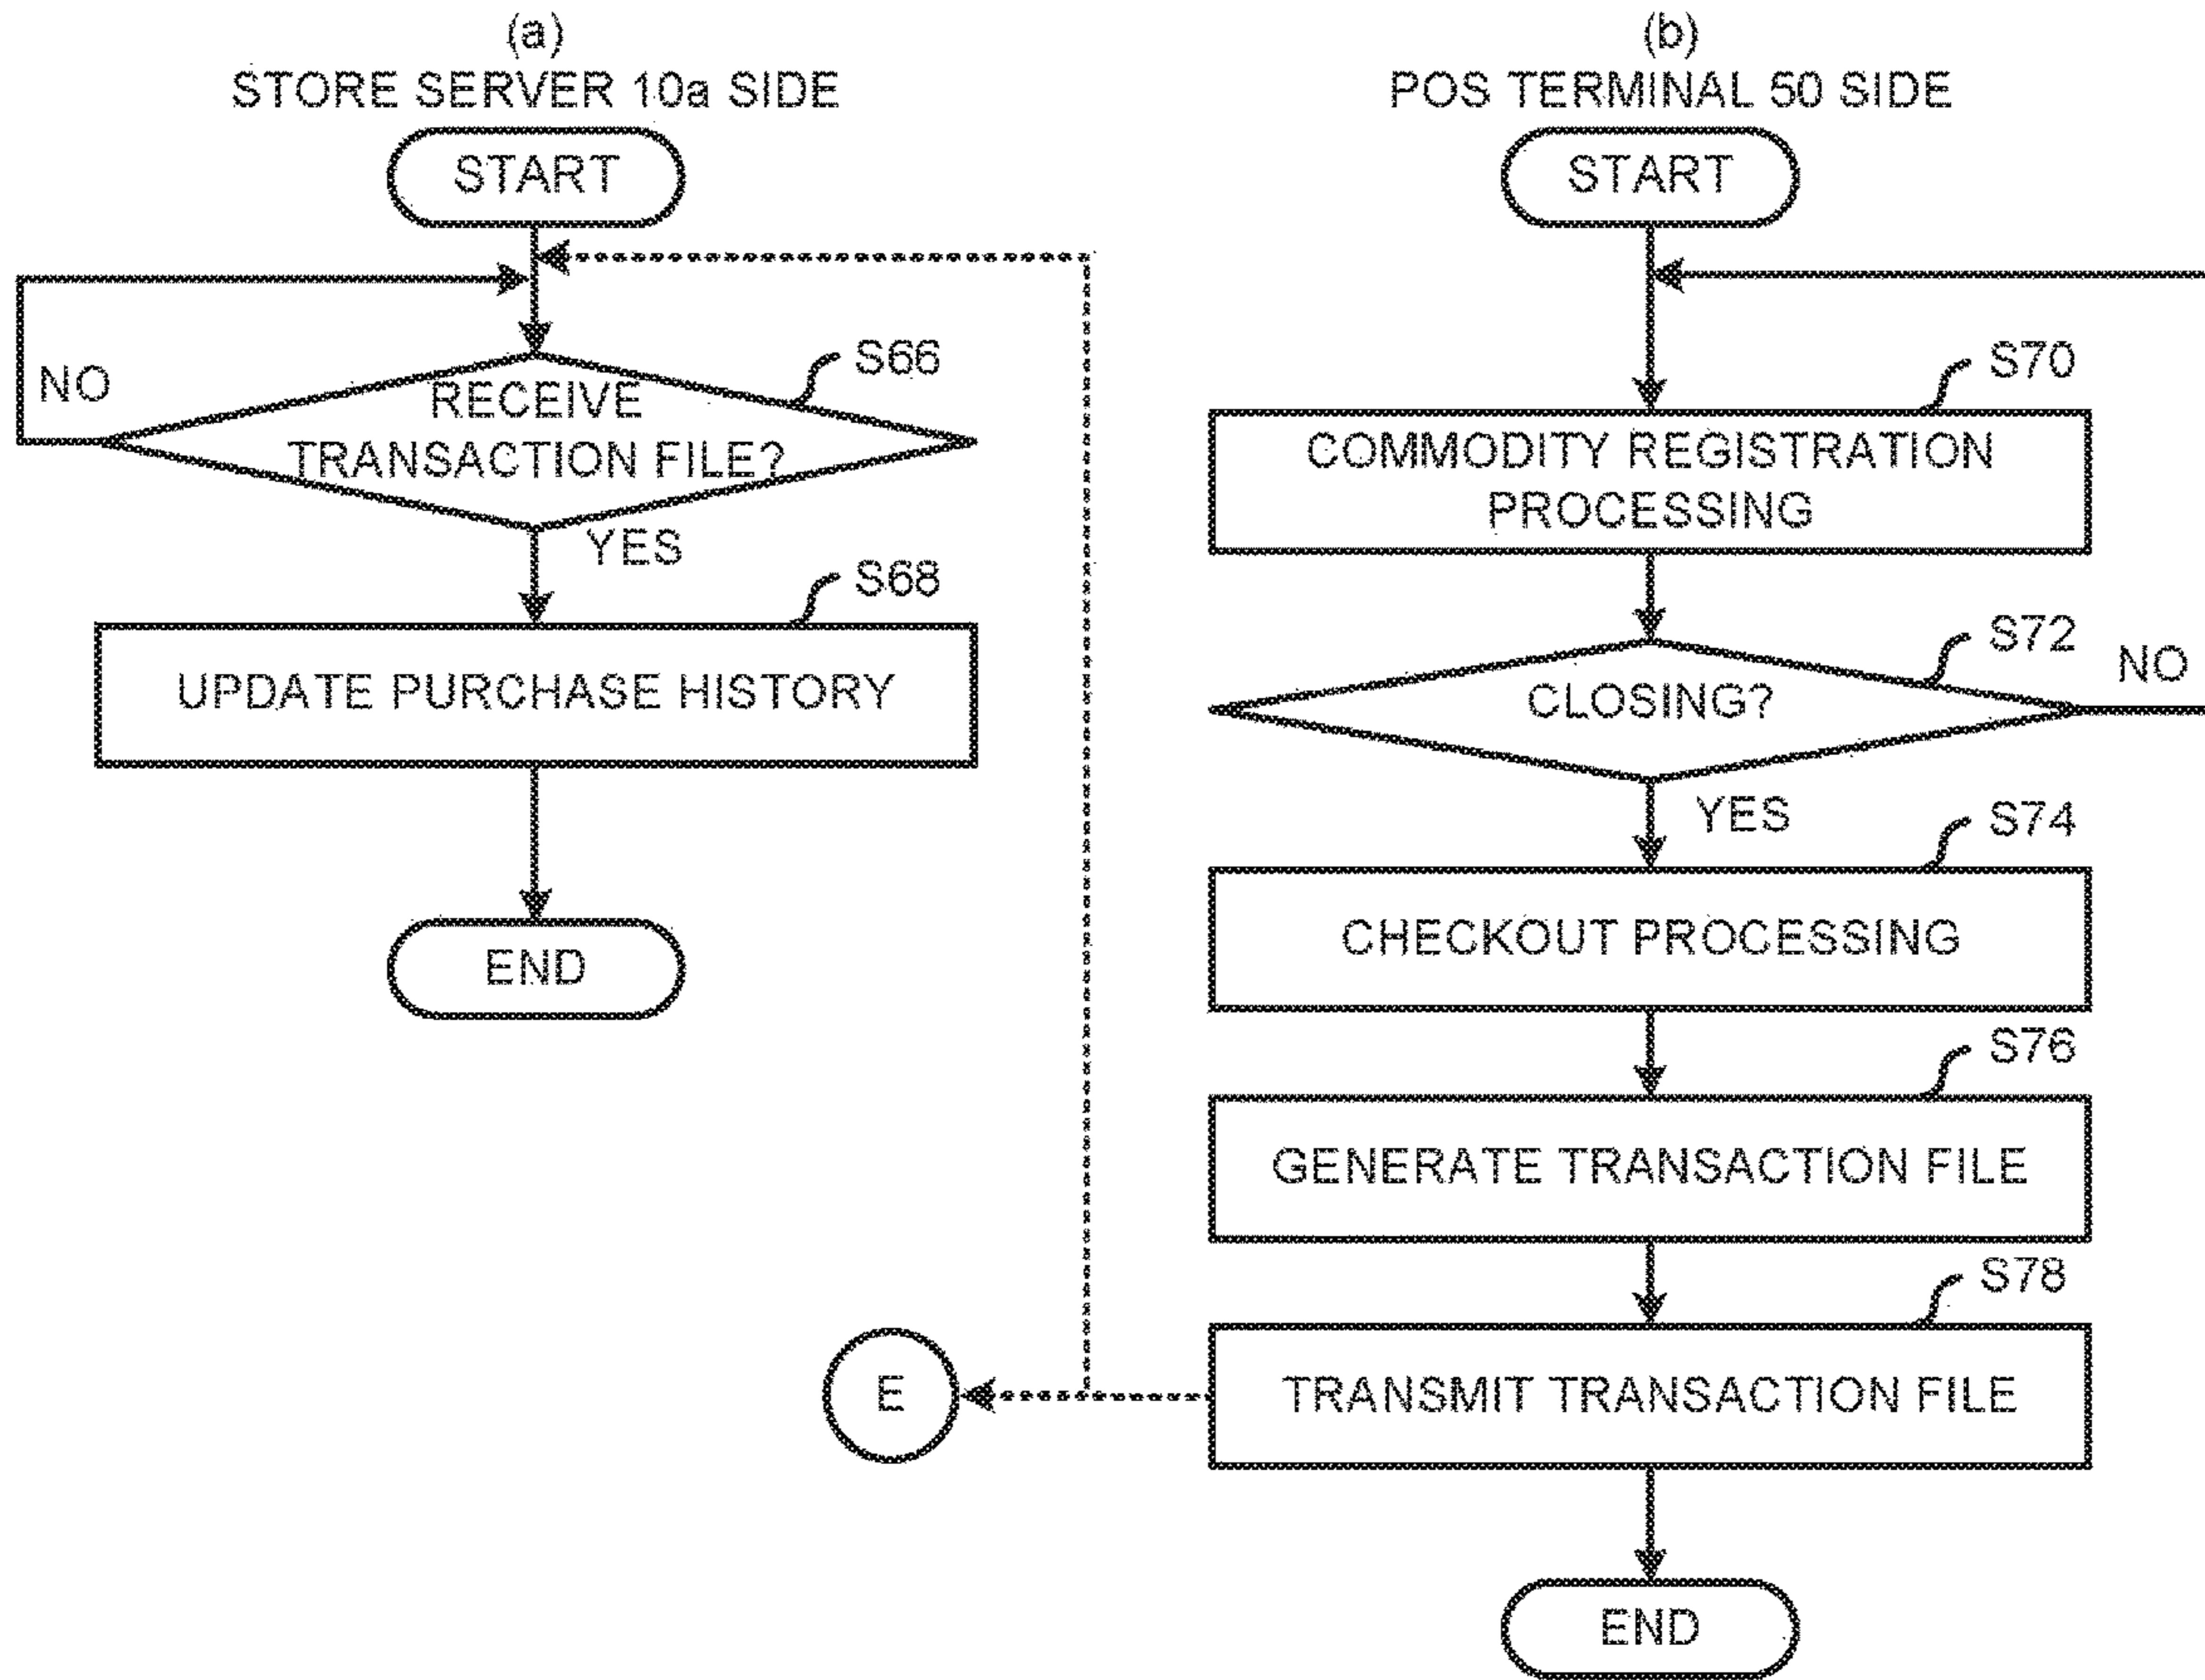 (a)
STORE SERVER 10a SIDE
START
S66
NO
RECEIVE
TRANSACTION FILE?
YES
S68
UPDATE PURCHASE HISTORY
END
(b)
POS TERMINAL 50 SIDE
START
S70
COMMODITY REGISTRATION
PROCESSING
S72
NO
CLOSING?
YES
S74
CHECKOUT PROCESSING
S76
GENERATE TRANSACTION FILE
S78
E
TRANSMIT TRANSACTION FILE
END